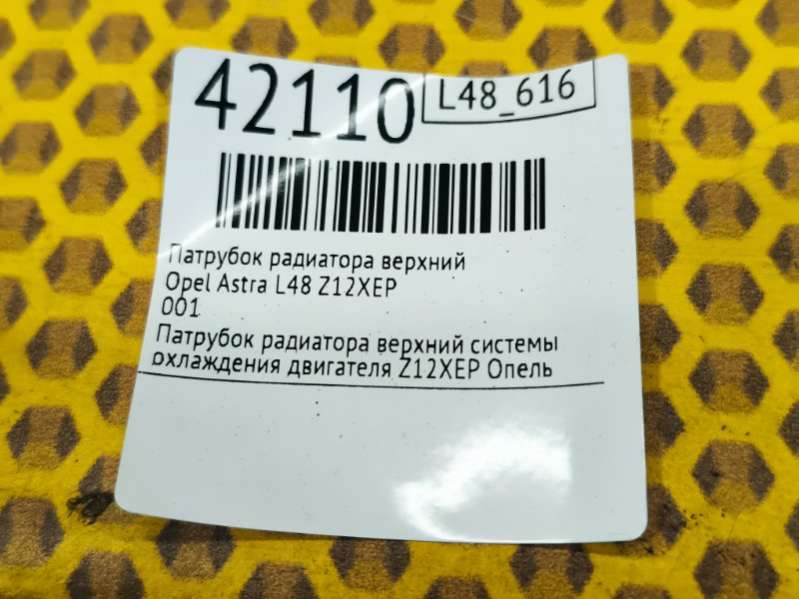 42110
L48_616
Патрубок радиатора верхний
Opel Astra L48 Z12XEP
001
Патрубок радиатора верхний системы
охлаждения двигателя Z12XEP Опель